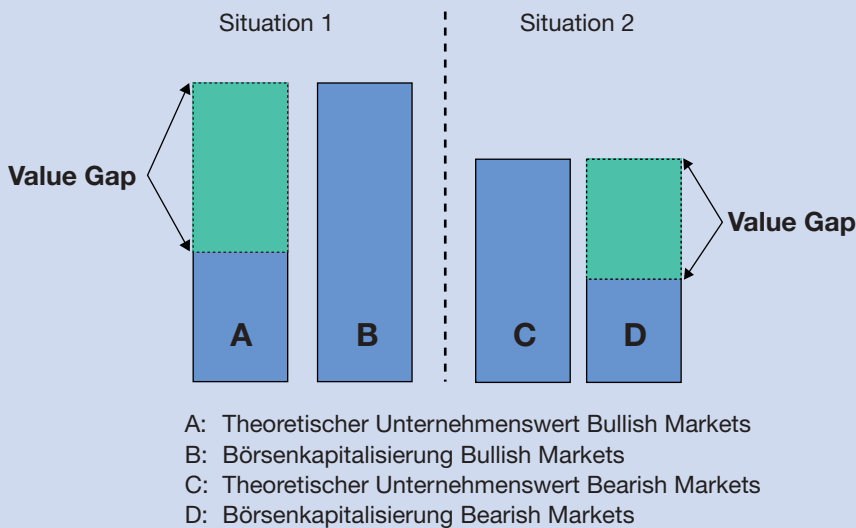 Situation 1
Situation 2
Value Gap
Value Gap
A
B
C
D
A: Theoretischer Unternehmenswert Bullish Markets
B: Börsenkapitalisierung Bullish Markets
C: Theoretischer Unternehmenswert Bearish Markets
D: Börsenkapitalisierung Bearish Markets